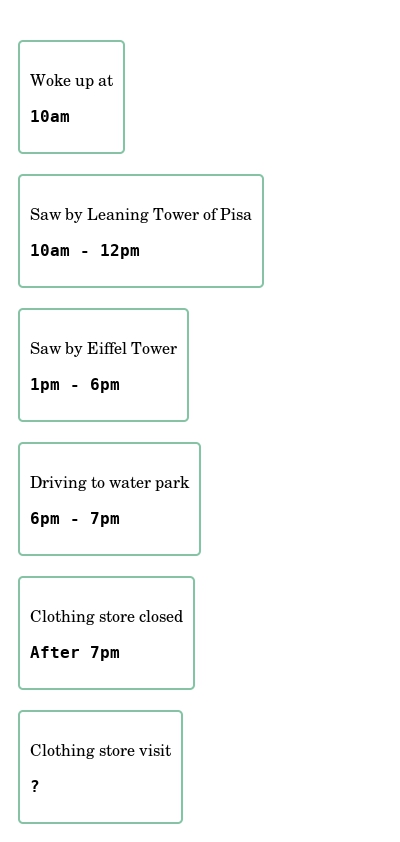 Woke up at
10am
Saw by Leaning Tower of Pisa
10am - 12pm
Saw by Eiffel Tower
1pm - 6pm
Driving to water park
6pm - 7pm
Clothing store closed
After 7pm
Clothing store visit
?